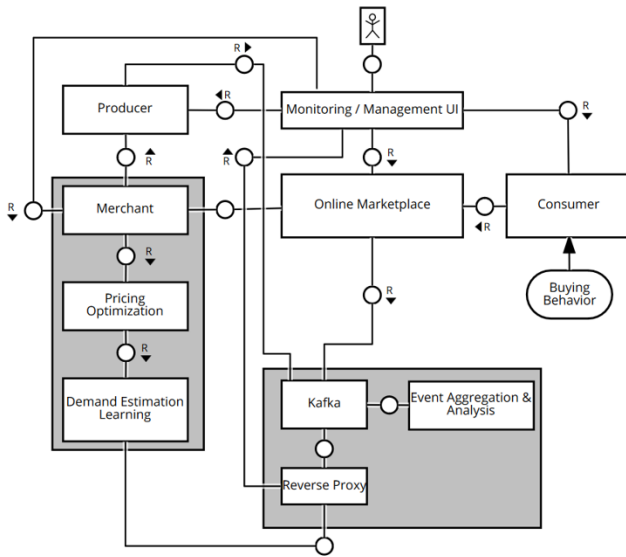 R
Producer
R
Monitoring / Management UI
R
R
R
R
R
Merchant
Online Marketplace
Consumer
R
R
Pricing
Optimization
Buying
Behavior
R
R
Demand Estimation
Learning
Kafka
Event Aggregation &
Analysis
Reverse Proxy